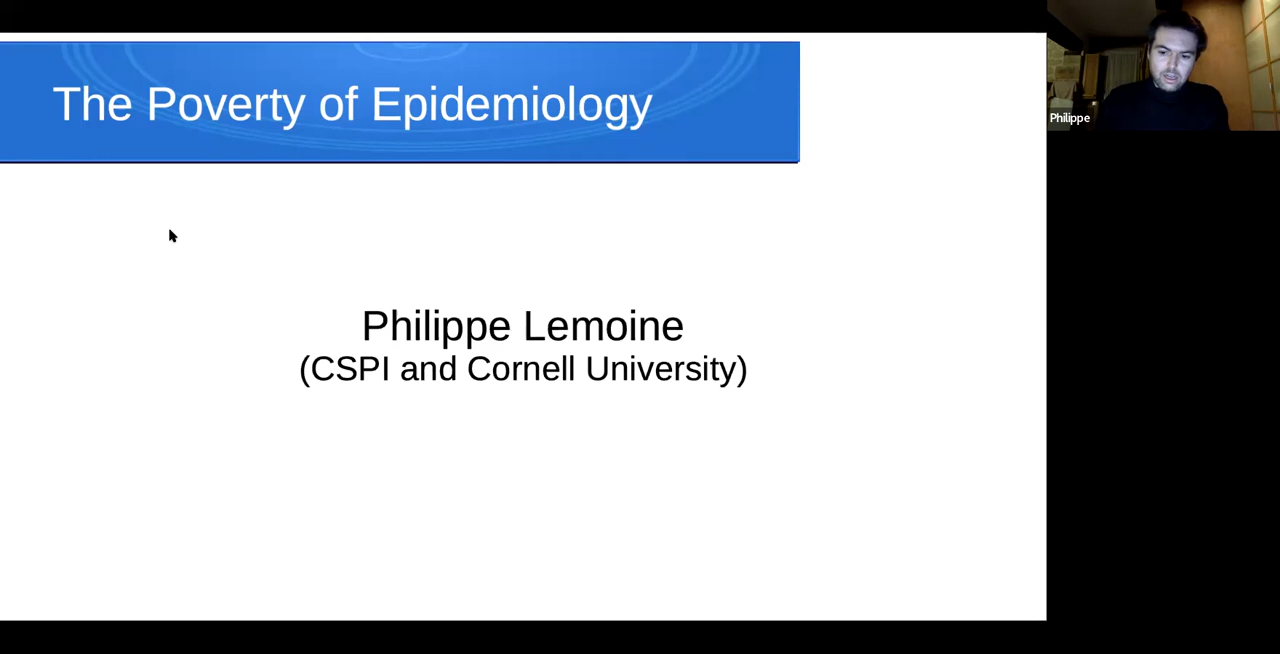 The Poverty of Epidemiology
Philippe Lemoine
(CSPI and Cornell University)
Philippe